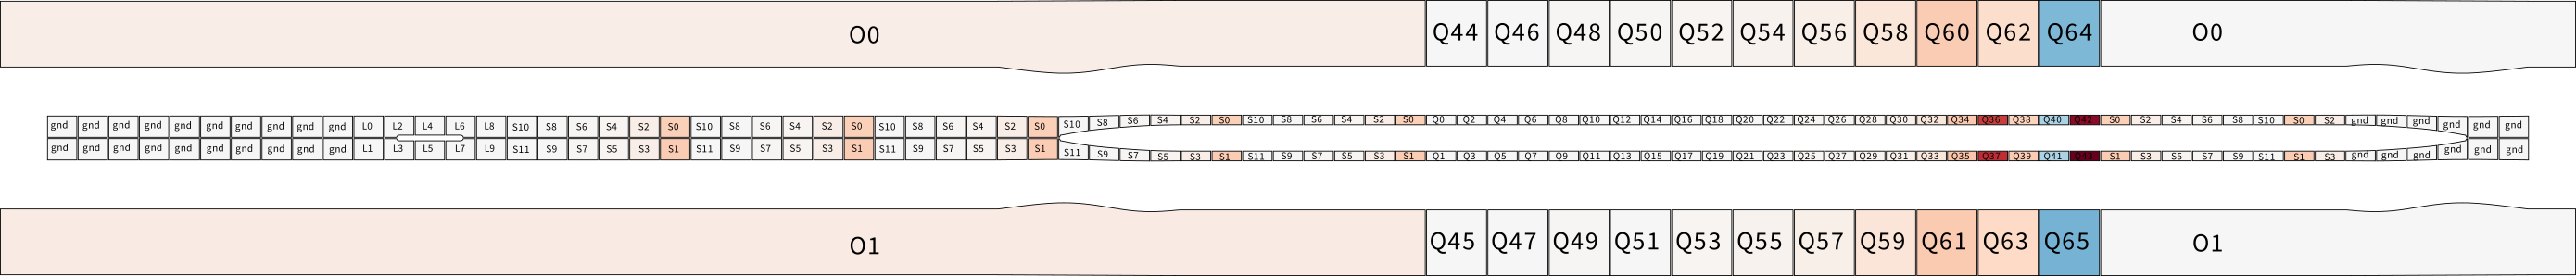 O0 Q44 Q46 Q48 Q50 Q52 Q54 Q56 Q58 Q60 Q62 Q64 O0
gnd gnd gnd gnd gnd gnd gnd gnd gnd gnd L0 L2 L4 L6 L8 S10 S8 S6 S4 S2 S0 S10 S8 S6 S4 S2 S0 S10 S8 S6 S4 S2 S0 S10 S8 S6 S4 S2 S0 S10 S8 S6 S4 S2 S0 Q0 Q2 Q4 Q6 Q8 Q10 Q12 Q14 Q16 Q18 Q20 Q22 Q24 Q26 Q28 Q30 Q32 Q34 Q36 Q38 Q40 Q42 S0 S2 S4 S6 S8 S10 S0 S2 gnd gnd gnd gnd gnd gnd
gnd gnd gnd gnd gnd gnd gnd gnd gnd gnd L1 L3 L5 L7 L9 S11 S9 S7 S5 S3 S1 S11 S9 S7 S5 S3 S1 S11 S9 S7 S5 S3 S1 S11 S9 S7 S5 S3 S1 S11 S9 S7 S5 S3 S1 Q1 Q3 Q5 Q7 Q9 Q11 Q13 Q15 Q17 Q19 Q21 Q23 Q25 Q27 Q29 Q31 Q33 Q35 Q37 Q39 Q41 Q43 S1 S3 S5 S7 S9 S11 S1 S3 gnd gnd gnd gnd gnd gnd
O1 Q45 Q47 Q49 Q51 Q53 Q55 Q57 Q59 Q61 Q63 Q65 O1